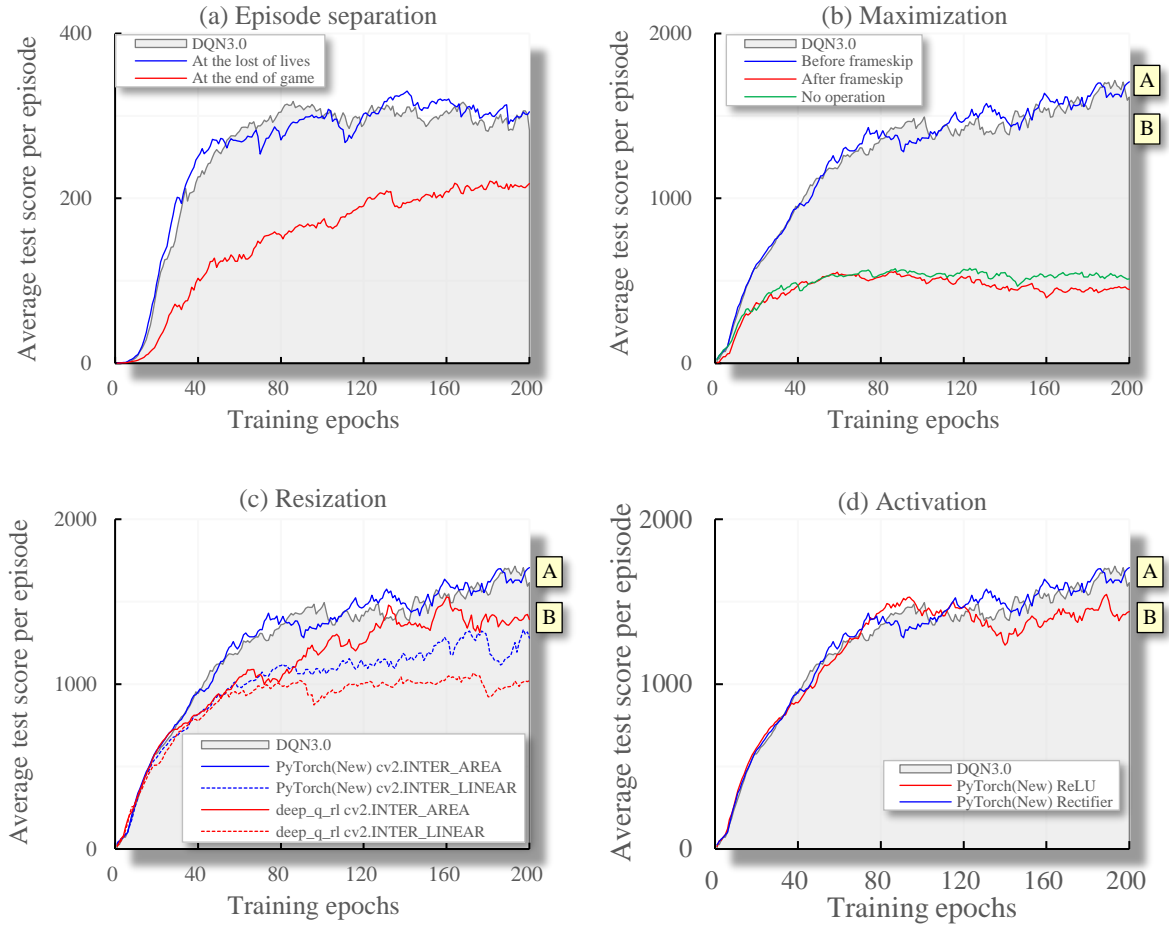 (a) Episode separation
Average test score per episode
400
200
0
DQN3.0
At the lost of lives
At the end of game
0 40 80 120 160 200
Training epochs
(b) Maximization
Average test score per episode
2000
1000
0
DQN3.0
Before frameskip
After frameskip
No operation
A
B
0 40 80 120 160 200
Training epochs
(c) Resization
Average test score per episode
2000
1000
0
DQN3.0
PyTorch(New) cv2.INTER_AREA
PyTorch(New) cv2.INTER_LINEAR
deep_q_rl cv2.INTER_AREA
deep_q_rl cv2.INTER_LINEAR
A
B
0 40 80 120 160 200
Training epochs
(d) Activation
Average test score per episode
2000
1000
0
DQN3.0
PyTorch(New) ReLU
PyTorch(New) Rectifier
A
B
0 40 80 120 160 200
Training epochs